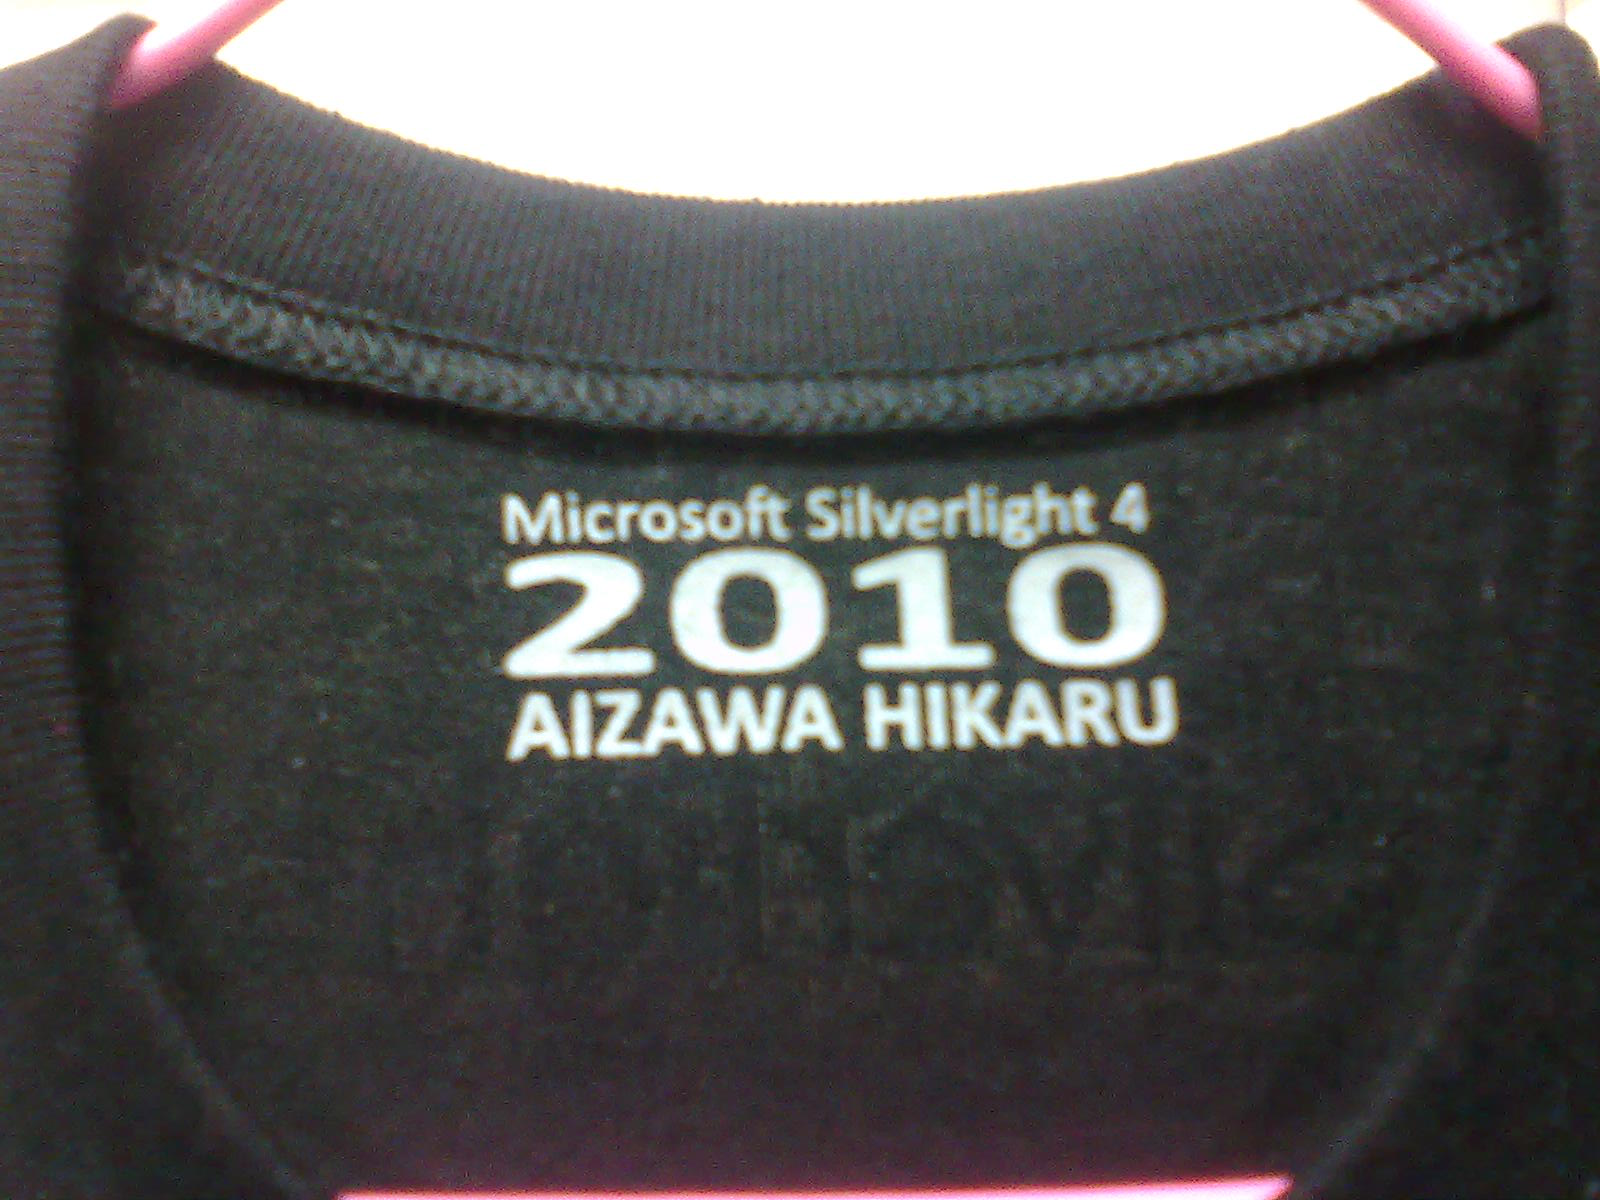 Microsoft Silverlight 4
2010
AIZAWA HIKARU